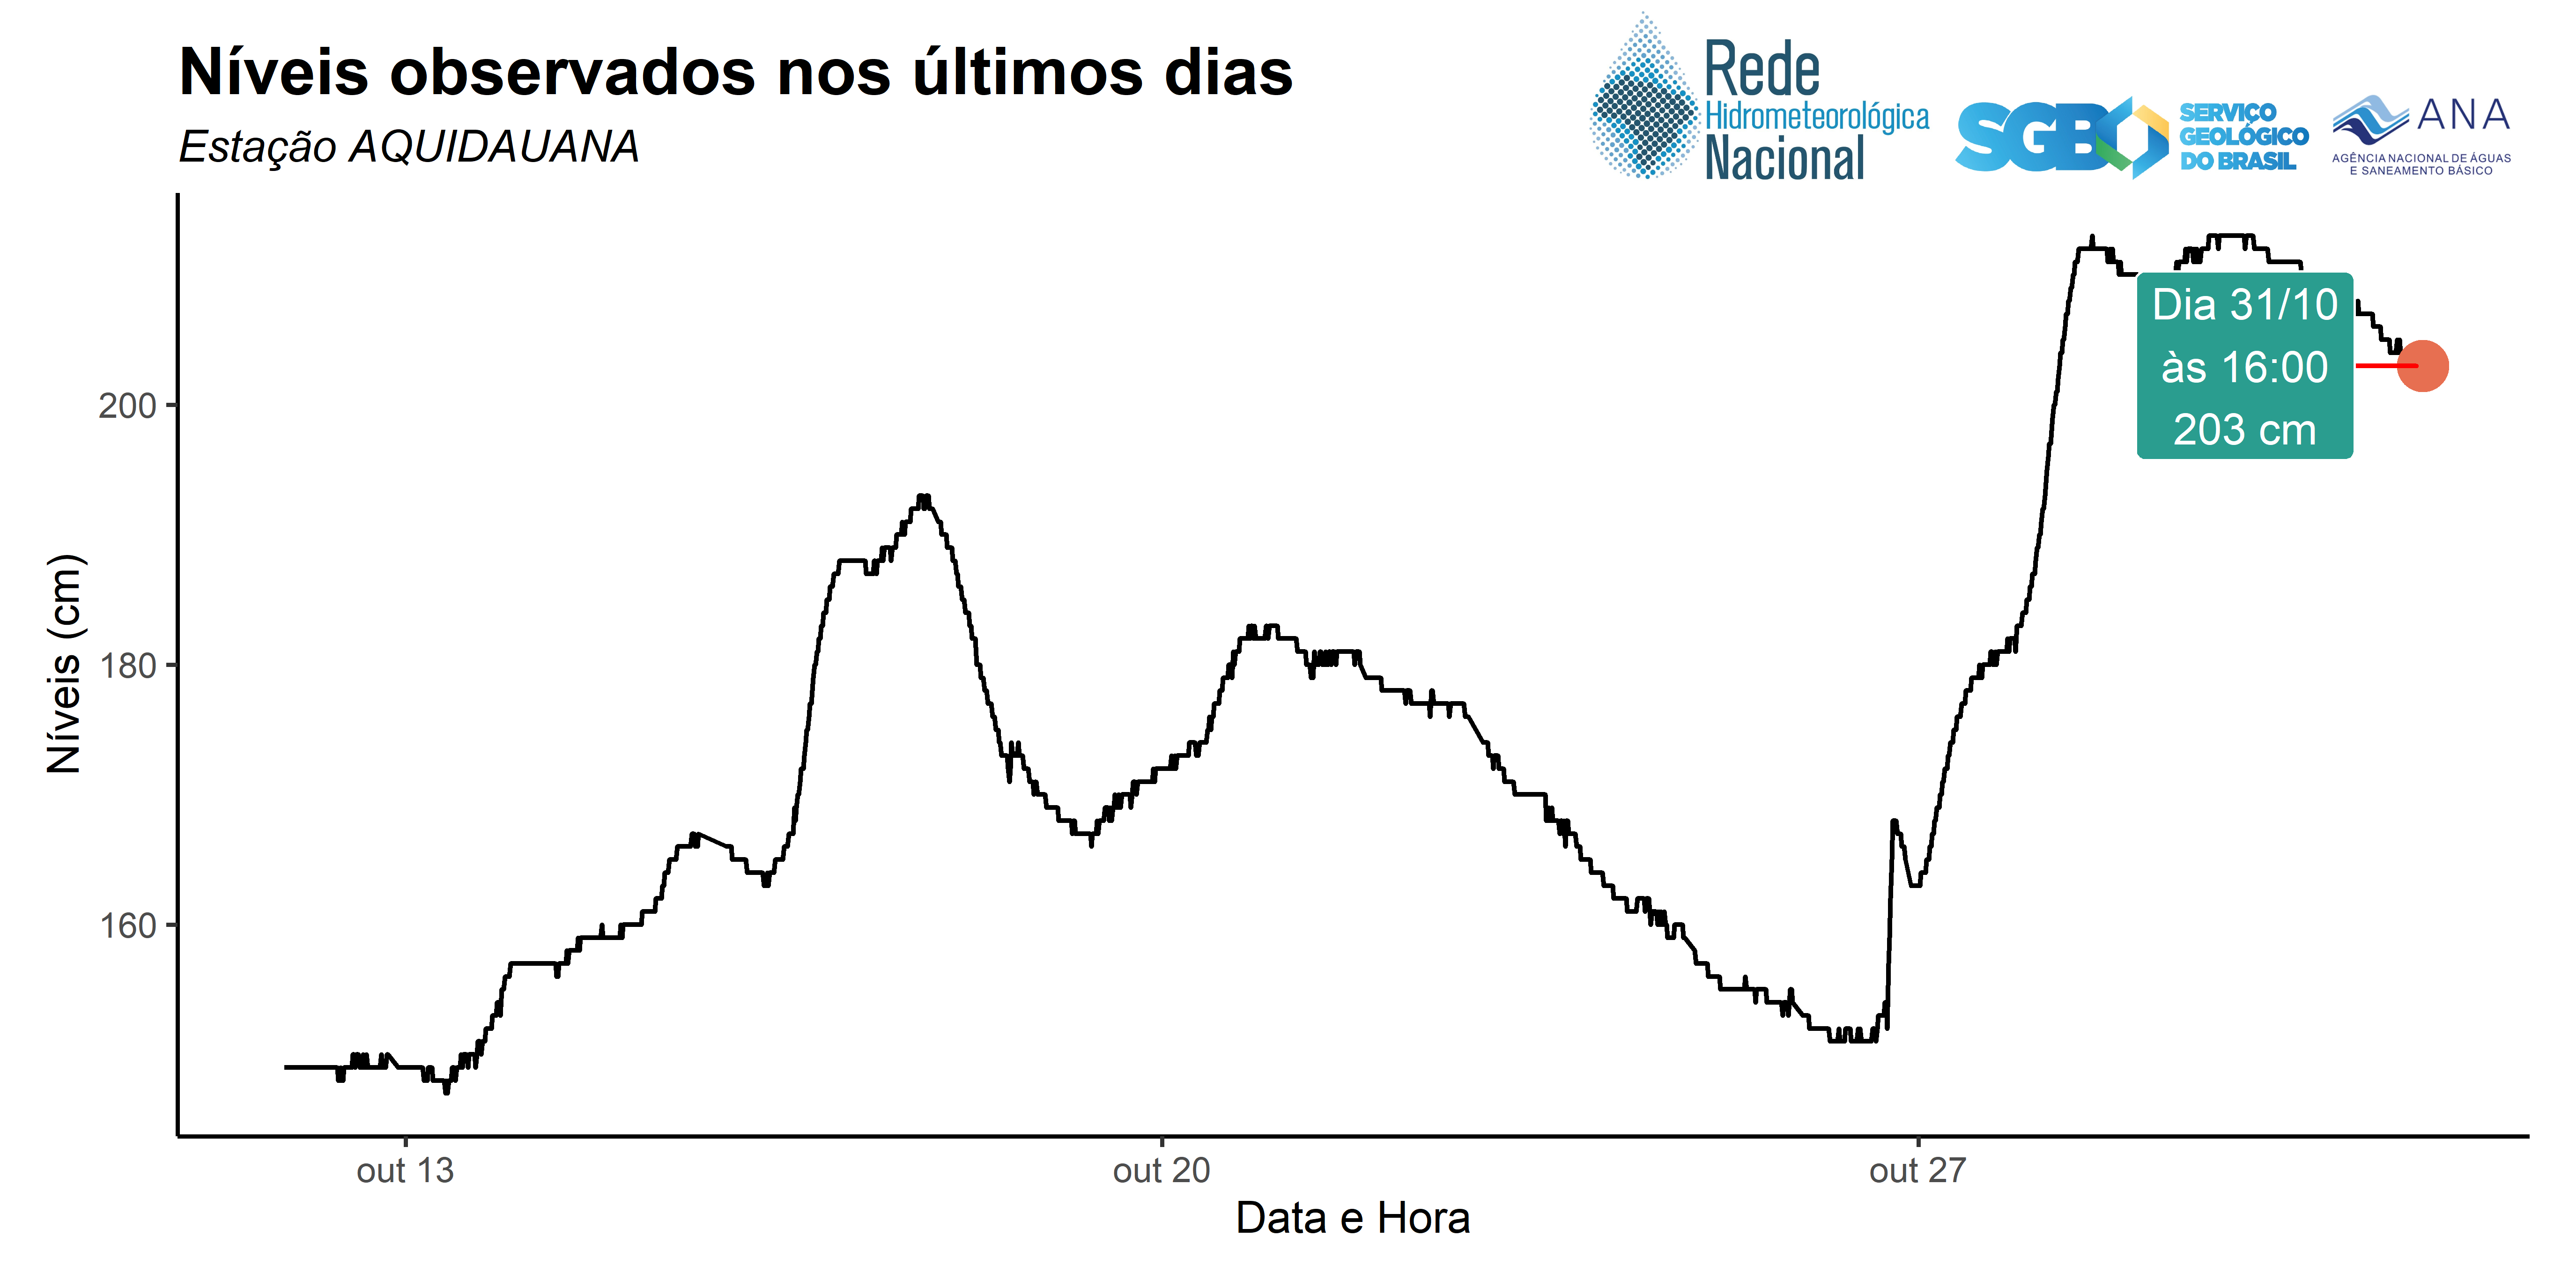 Níveis observados nos últimos dias
Estação AQUIDAUANA
Rede
Hidrometeorológica
Nacional
SGB
SERVIÇO
GEOLÓGICO
DO BRASIL
ANA
AGÊNCIA NACIONAL DE ÁGUAS
E SANEAMENTO BÁSICO
Dia 31/10
às 16:00
203 cm
Níveis (cm)
200
180
160
out 13
out 20
out 27
Data e Hora